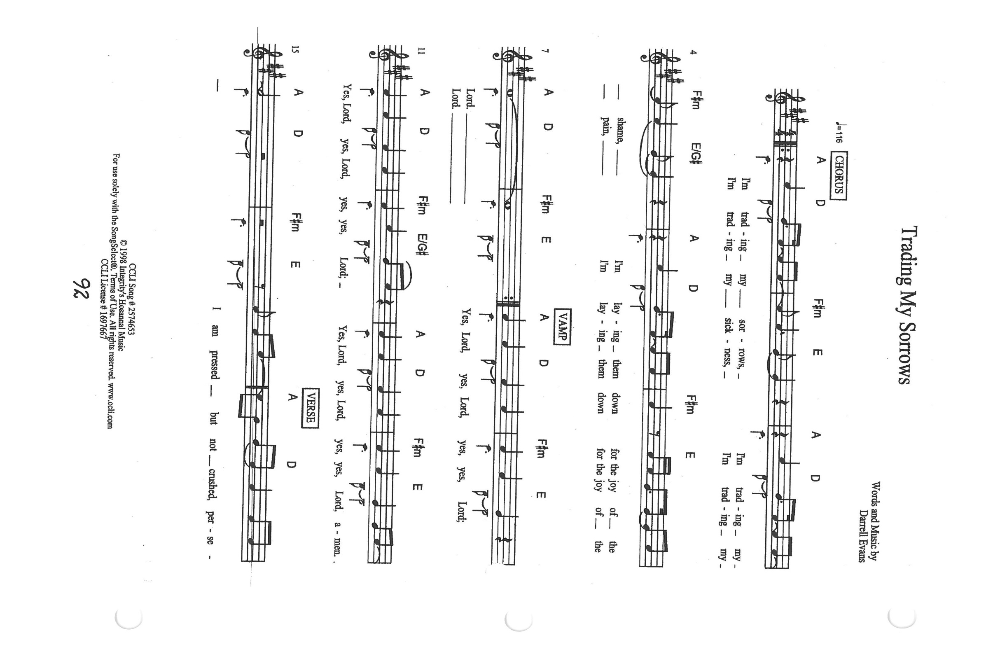 Trading My Sorrows
Words and Music by
Darrell Evans
♩=116
CHORUS
A D F#m E A D
I'm trad - ing – my — sor - rows, – I'm trad - ing – my -
I'm trad - ing – my — sick - ness, – I'm trad - ing – my -
4
F#m E/G# A D F#m E
— shame, — I'm lay - ing – them down for the joy of — the
— pain, — I'm lay - ing – them down for the joy of — the
VAMP
7
A D F#m E A D F#m E
Lord. — Yes, Lord, yes, Lord, yes, yes, Lord;
Lord. —
11
A D F#m E/G# A D F#m E
Yes, Lord, yes, Lord, yes, yes, Lord; – Yes, Lord, yes, Lord, yes, yes, Lord, a - men. .
VERSE
15
A D F#m E A D
— I am pressed — but not — crushed, per - se -
CCLI Song # 2574653
© 1998 Integrity's Hosanna! Music
For use solely with the SongSelect®. Terms of Use. All rights reserved. www.ccli.com
CCLI License # 1697667
92